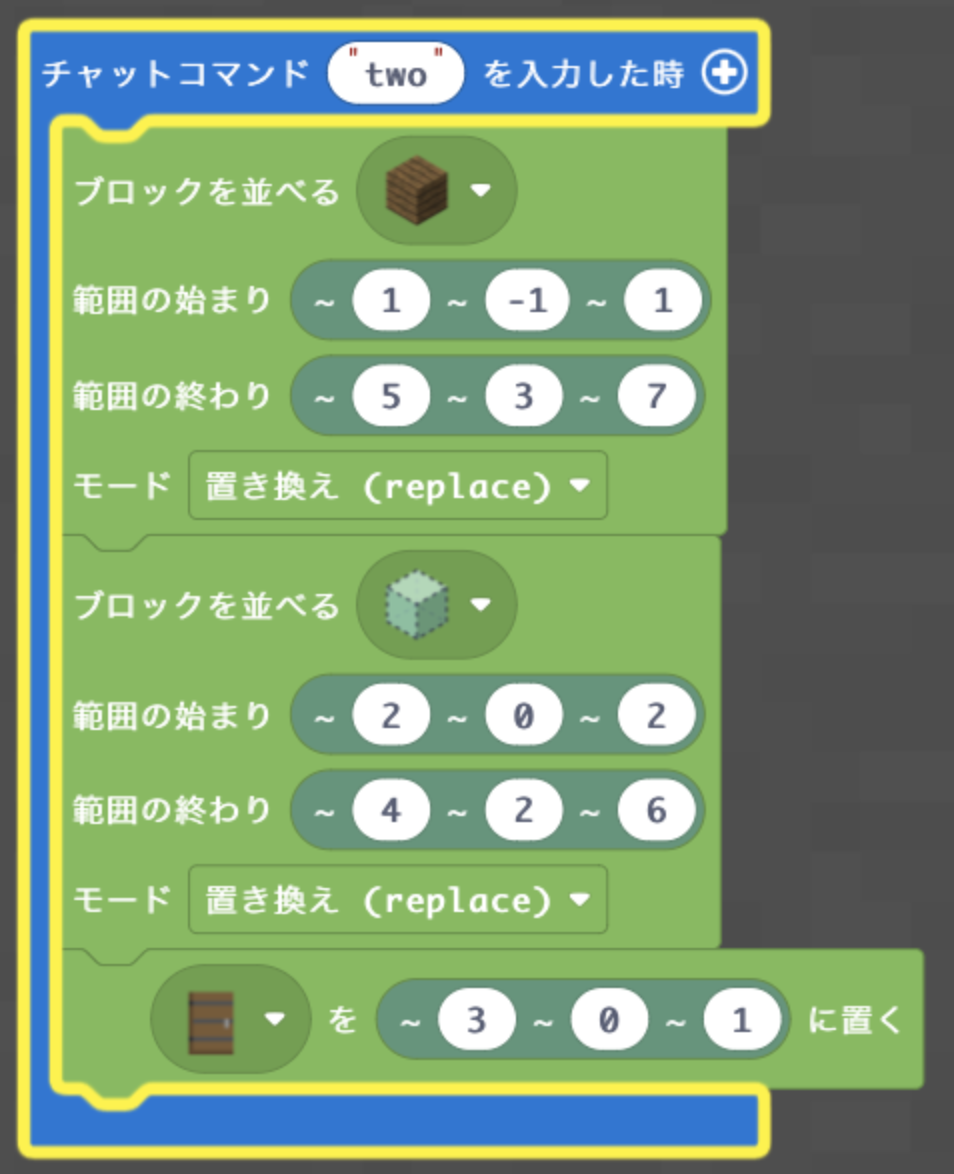 チャットコマンド "two" を入力した時
ブロックを並べる
範囲の始まり ~ 1 ~ -1 ~ 1
範囲の終わり ~ 5 ~ 3 ~ 7
モード 置き換え (replace)
ブロックを並べる
範囲の始まり ~ 2 ~ 0 ~ 2
範囲の終わり ~ 4 ~ 2 ~ 6
モード 置き換え (replace)
を ~ 3 ~ 0 ~ 1 に置く